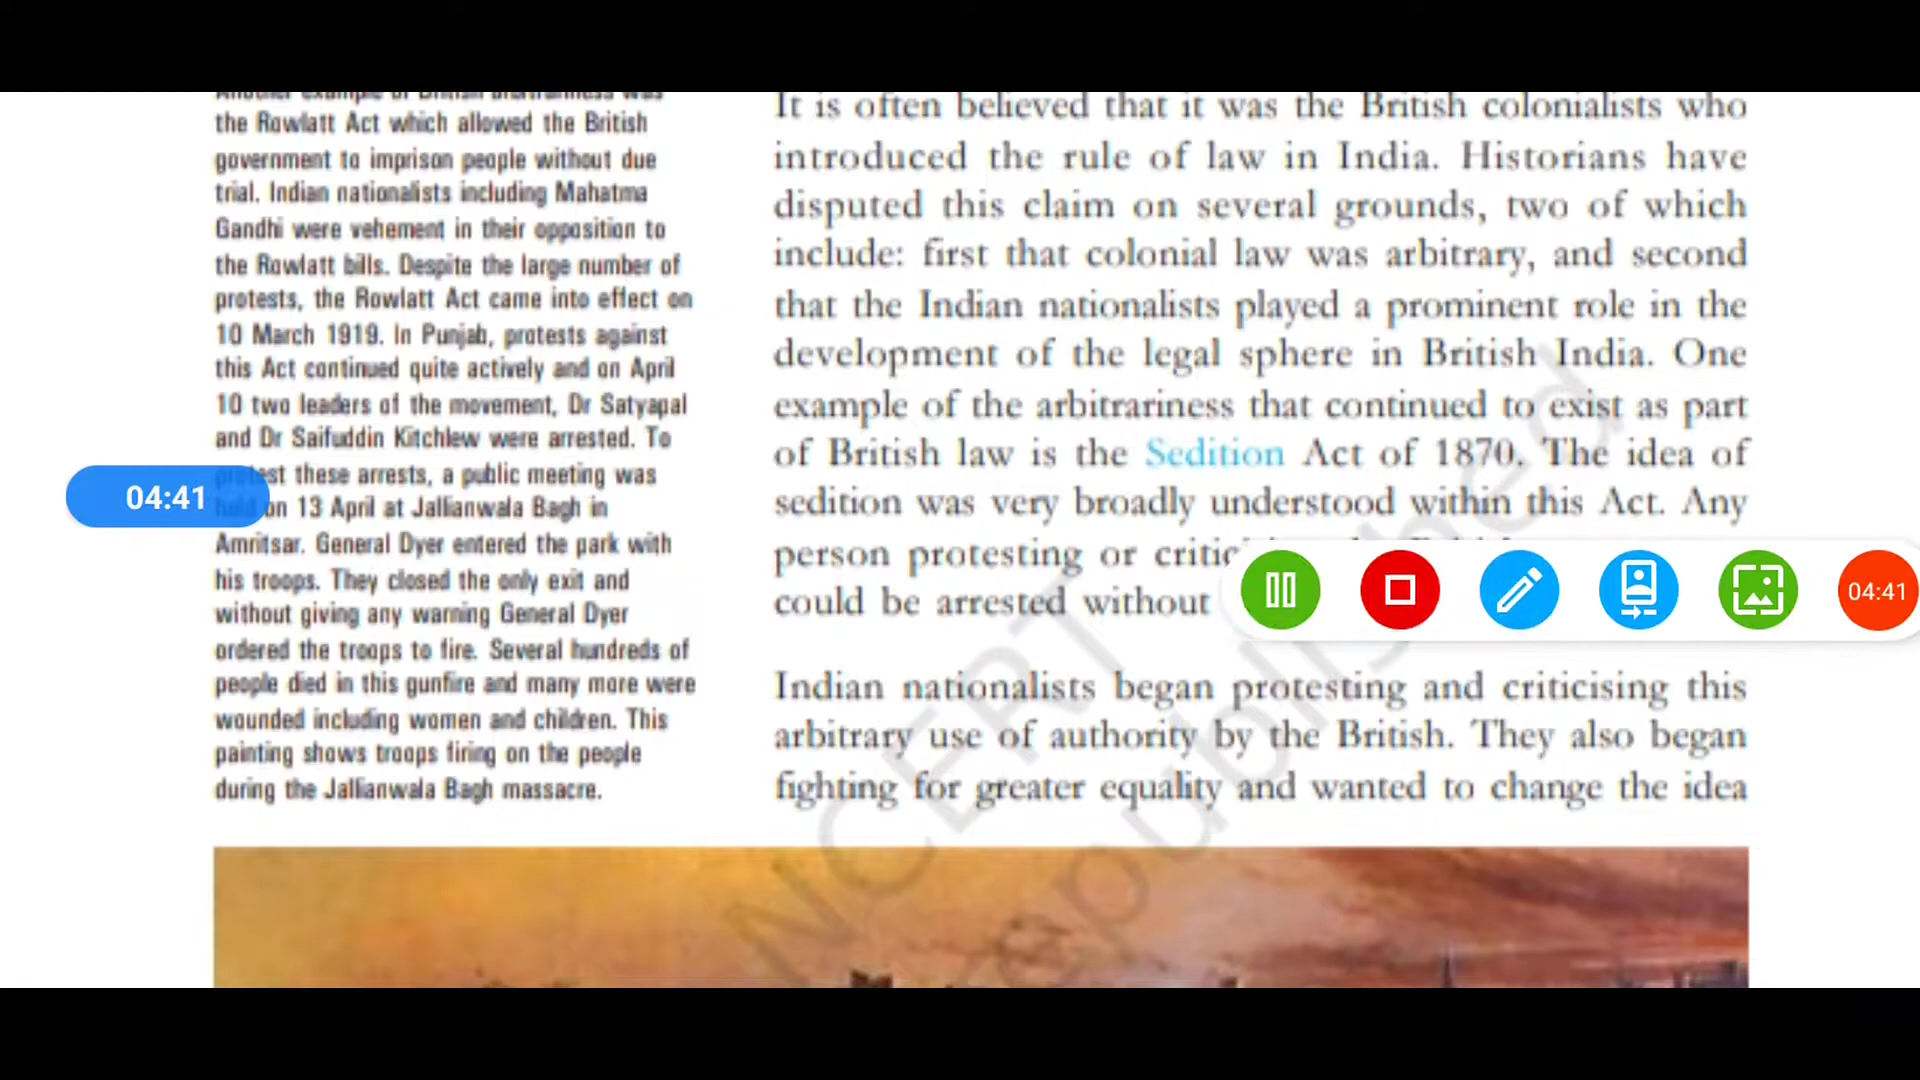 Another example of British arbitrariness was
the Rowlatt Act which allowed the British
government to imprison people without due
trial. Indian nationalists including Mahatma
Gandhi were vehement in their opposition to
the Rowlatt bills. Despite the large number of
protests, the Rowlatt Act came into effect on
10 March 1919. In Punjab, protests against
this Act continued quite actively and on April
10 two leaders of the movement, Dr Satyapal
and Dr Saifuddin Kitchlew were arrested. To
protest these arrests, a public meeting was
held on 13 April at Jallianwala Bagh in
Amritsar. General Dyer entered the park with
his troops. They closed the only exit and
without giving any warning General Dyer
ordered the troops to fire. Several hundreds of
people died in this gunfire and many more were
wounded including women and children. This
painting shows troops firing on the people
during the Jallianwala Bagh massacre.
04:41
It is often believed that it was the British colonialists who
introduced the rule of law in India. Historians have
disputed this claim on several grounds, two of which
include: first that colonial law was arbitrary, and second
that the Indian nationalists played a prominent role in the
development of the legal sphere in British India. One
example of the arbitrariness that continued to exist as part
of British law is the Sedition Act of 1870. The idea of
sedition was very broadly understood within this Act. Any
person protesting or
could be arrested without
04:41
Indian nationalists began protesting and criticising this
arbitrary use of authority by the British. They also began
fighting for greater equality and wanted to change the idea
NCERT
republished